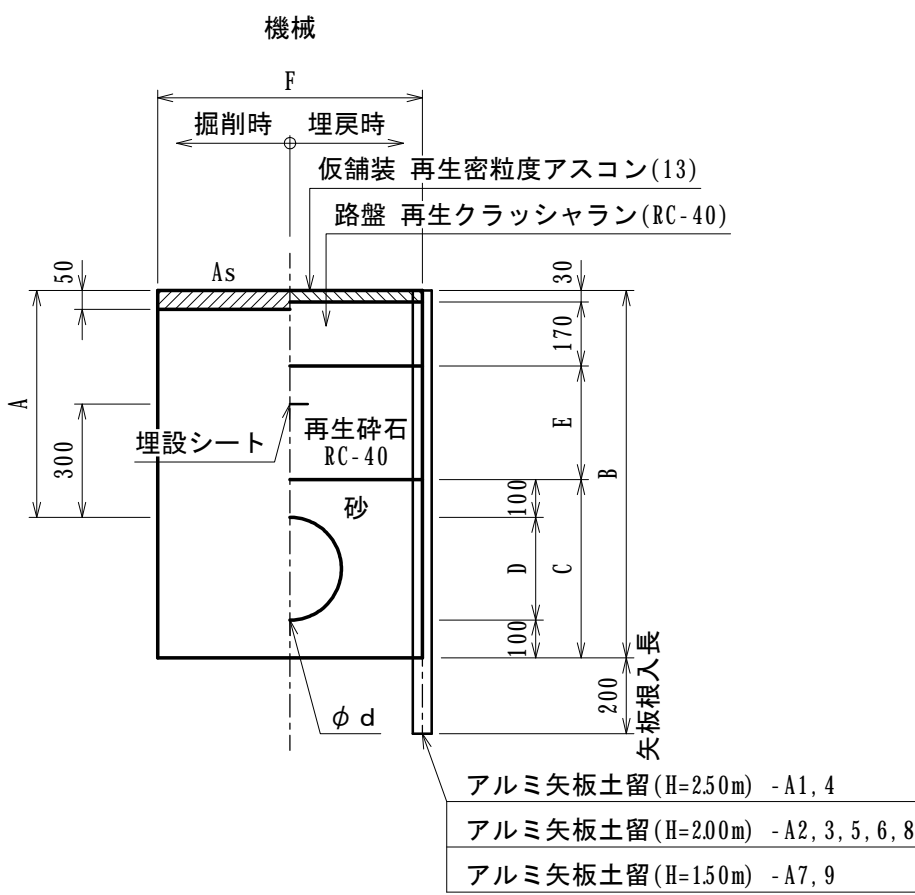 機械
F
掘削時 埋戻時
仮舗装 再生密粒度アスコン(13)
路盤 再生クラッシャラン(RC-40)
50
As
30
170
A
300
埋設シート
再生砕石
RC-40
E
B
砂
100
D
C
100
200
矢板根入長
φd
アルミ矢板土留(H=2.50m) -A1,4
アルミ矢板土留(H=2.00m) -A2,3,5,6,8
アルミ矢板土留(H=1.50m) -A7,9